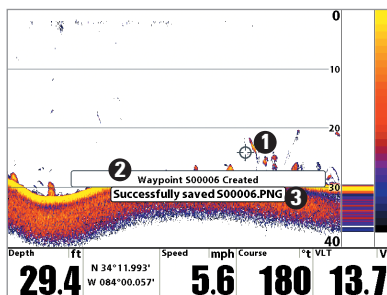 0
10
20
1
2
Waypoint S00006 Created
30
Successfully saved S00006.PNG
3
40
Depth ft
29.4
N 34°11.993'
W 084°00.057'
Speed mph
5.6
Course °t
180
VLT V
13.7